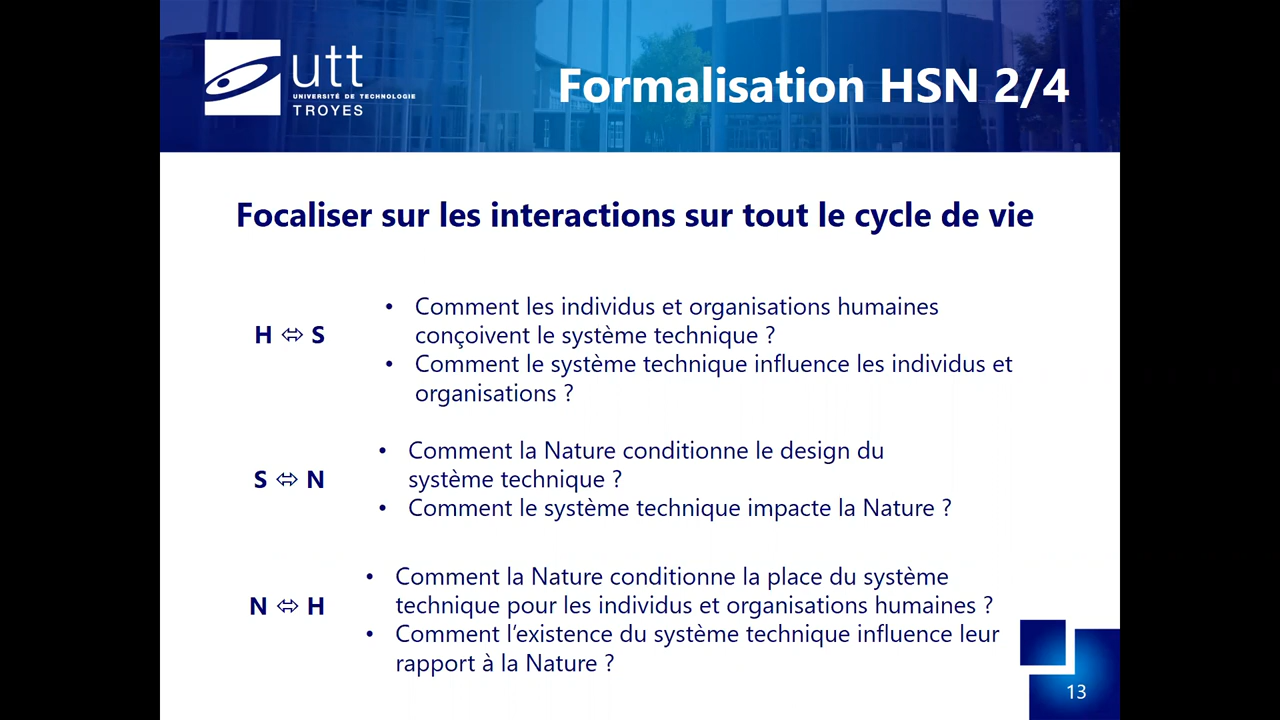 utt
UNIVERSITÉ DE TECHNOLOGIE
TROYES
Formalisation HSN 2/4
Focaliser sur les interactions sur tout le cycle de vie
H ⬄ S
• Comment les individus et organisations humaines
conçoivent le système technique ?
• Comment le système technique influence les individus et
organisations ?
S ⬄ N
• Comment la Nature conditionne le design du
système technique ?
• Comment le système technique impacte la Nature ?
N ⬄ H
• Comment la Nature conditionne la place du système
technique pour les individus et organisations humaines ?
• Comment l’existence du système technique influence leur
rapport à la Nature ?
13